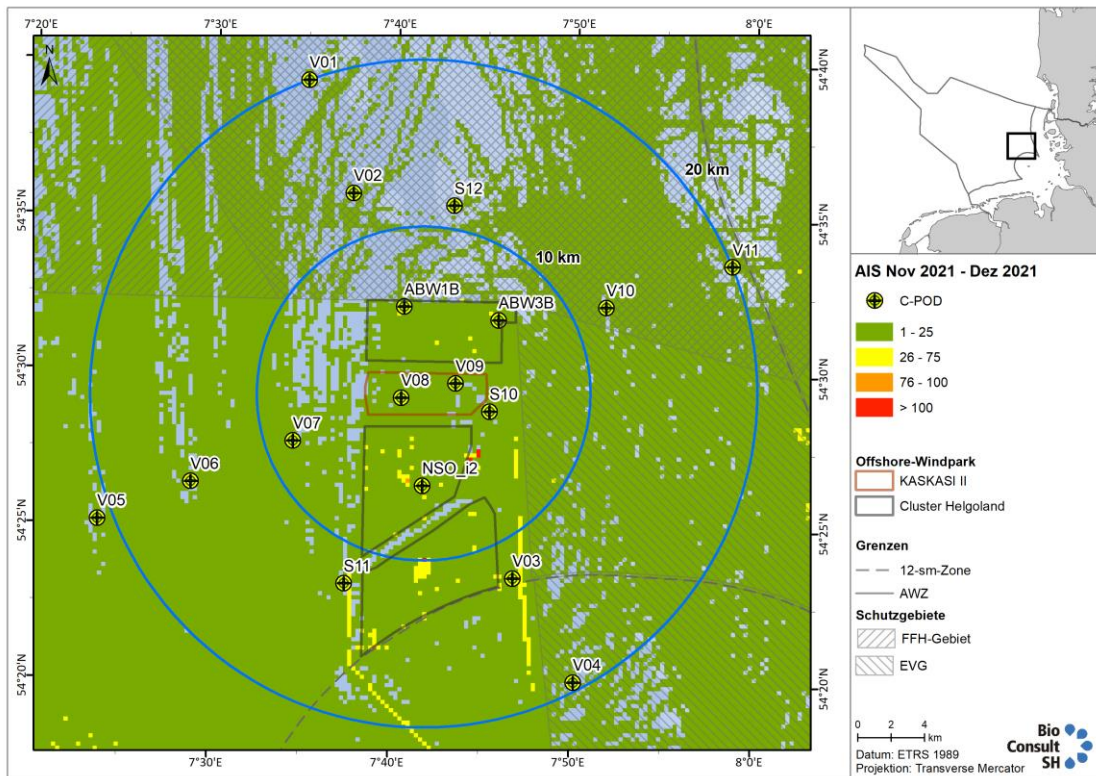 7°20'E
7°30'E
7°40'E
7°50'E
8°0'E
N
54°40'N
54°40'N
V01
20 km
V02
S12
54°35'N
54°35'N
V11
10 km
ABW1B
ABW3B
V10
54°30'N
54°30'N
V09
V08
S10
V07
V06
NSO_i2
V05
54°25'N
54°25'N
S11
V03
54°20'N
54°20'N
V04
7°30'E
7°40'E
7°50'E
8°0'E
AIS Nov 2021 - Dez 2021
C-POD
1 - 25
26 - 75
76 - 100
> 100
Offshore-Windpark
KASKASI II
Cluster Helgoland
Grenzen
12-sm-Zone
AWZ
Schutzgebiete
FFH-Gebiet
EVG
0 2 4
km
Datum: ETRS 1989
Projektion: Transverse Mercator
Bio
Consult
SH